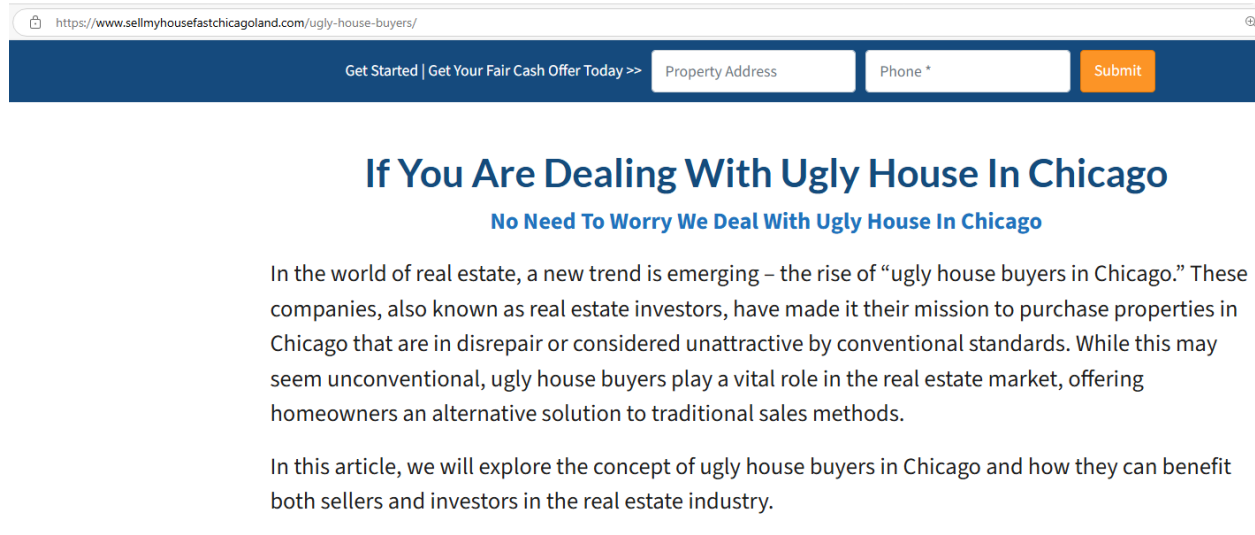 https://www.sellmyhousefastchicagoland.com/ugly-house-buyers/
Get Started | Get Your Fair Cash Offer Today >> Property Address Phone * Submit
If You Are Dealing With Ugly House In Chicago
No Need To Worry We Deal With Ugly House In Chicago
In the world of real estate, a new trend is emerging – the rise of “ugly house buyers in Chicago.” These
companies, also known as real estate investors, have made it their mission to purchase properties in
Chicago that are in disrepair or considered unattractive by conventional standards. While this may
seem unconventional, ugly house buyers play a vital role in the real estate market, offering
homeowners an alternative solution to traditional sales methods.
In this article, we will explore the concept of ugly house buyers in Chicago and how they can benefit
both sellers and investors in the real estate industry.